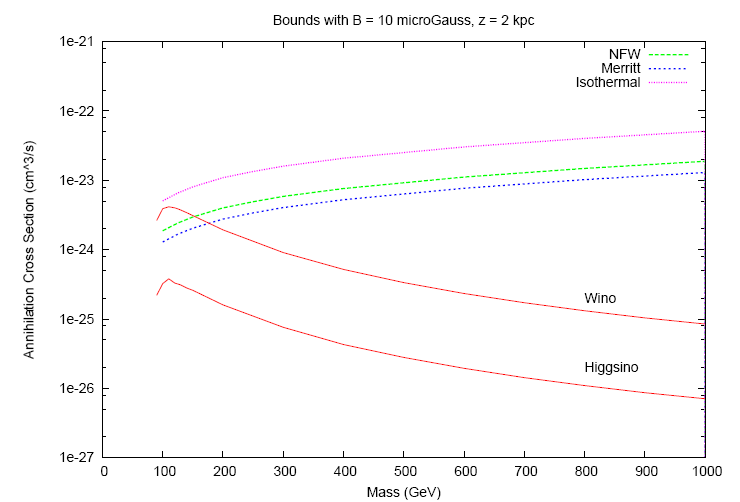 Bounds with B = 10 microGauss, z = 2 kpc
1e-21
1e-22
1e-23
1e-24
1e-25
1e-26
1e-27
Annihilation Cross Section (cm^3/s)
NFW
Merritt
Isothermal
Wino
Higgsino
0 100 200 300 400 500 600 700 800 900 1000
Mass (GeV)